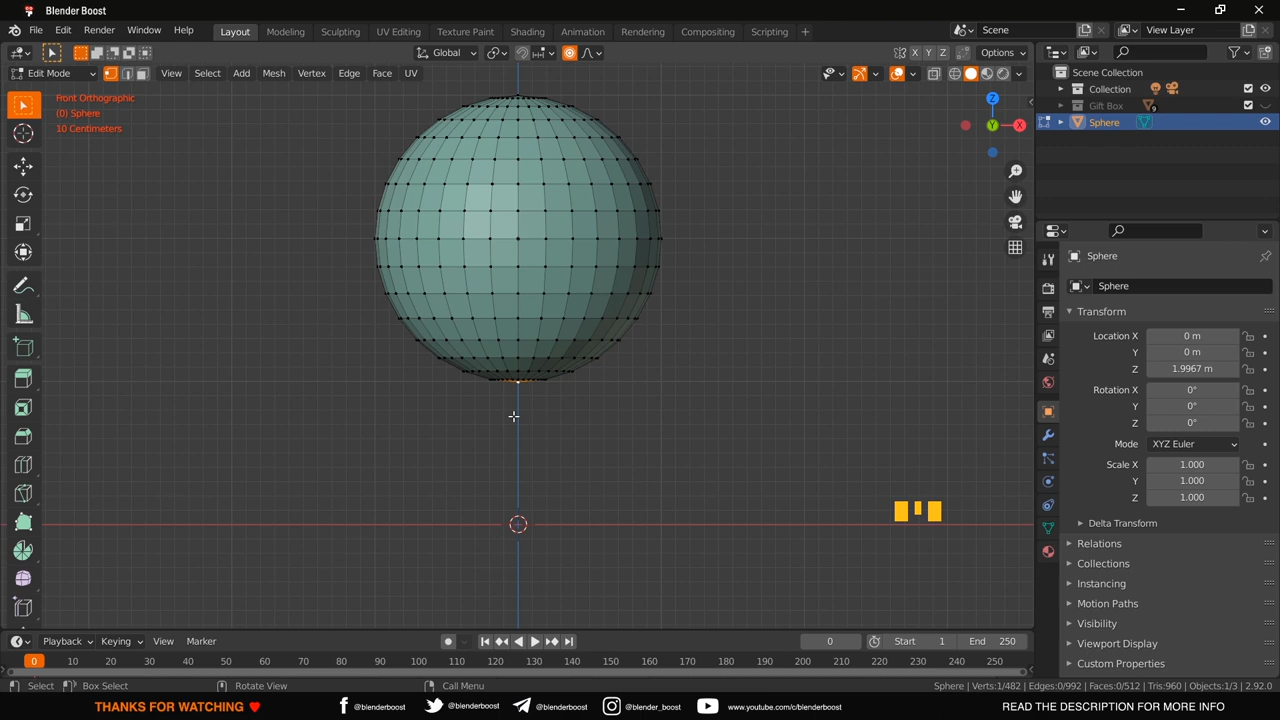 Blender Boost
File Edit Render Window Help Layout Modeling Sculpting UV Editing Texture Paint Shading Animation Rendering Compositing Scripting + Scene View Layer
Global Options
Edit Mode View Select Add Mesh Vertex Edge Face UV
X Y Z
Front Orthographic
(0) Sphere
10 Centimeters
Z
Y X
Scene Collection
Collection
Gift Box 9
Sphere
Sphere
Sphere
Transform
Location X 0 m
Y 0 m
Z 1.9967 m
Rotation X 0°
Y 0°
Z 0°
Mode XYZ Euler
Scale X 1.000
Y 1.000
Z 1.000
Delta Transform
Relations
Collections
Instancing
Motion Paths
Visibility
Viewport Display
Custom Properties
Playback Keying View Marker 0 Start 1 End 250
0 10 20 30 40 50 60 70 80 90 100 110 120 130 140 150 160 170 180 190 200 210 220 230 240 250
Select Box Select Rotate View Call Menu Sphere | Verts:1/482 | Edges:0/992 | Faces:0/512 | Tris:960 | Objects:1/3 | 2.92.0
THANKS FOR WATCHING @blenderboost @blenderboost @blenderboost @blender_boost www.youtube.com/c/blenderboost READ THE DESCRIPTION FOR MORE INFO